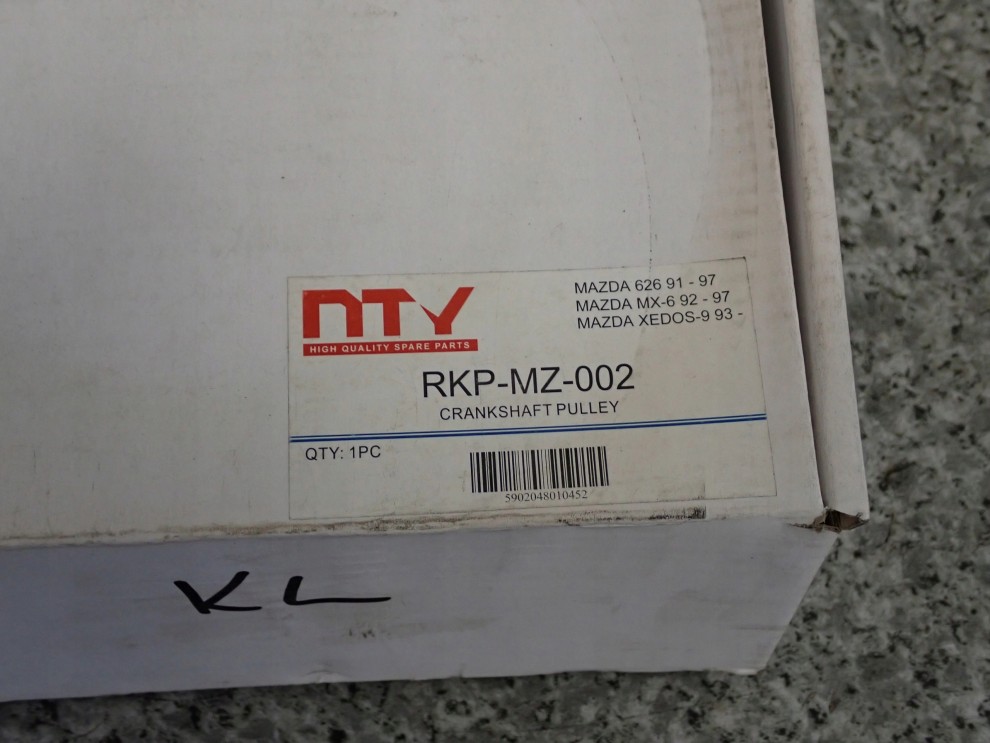 NTY
HIGH QUALITY SPARE PARTS
MAZDA 626 91 - 97
MAZDA MX-6 92 - 97
MAZDA XEDOS-9 93 -
RKP-MZ-002
CRANKSHAFT PULLEY
QTY: 1PC
5902048010452
KL